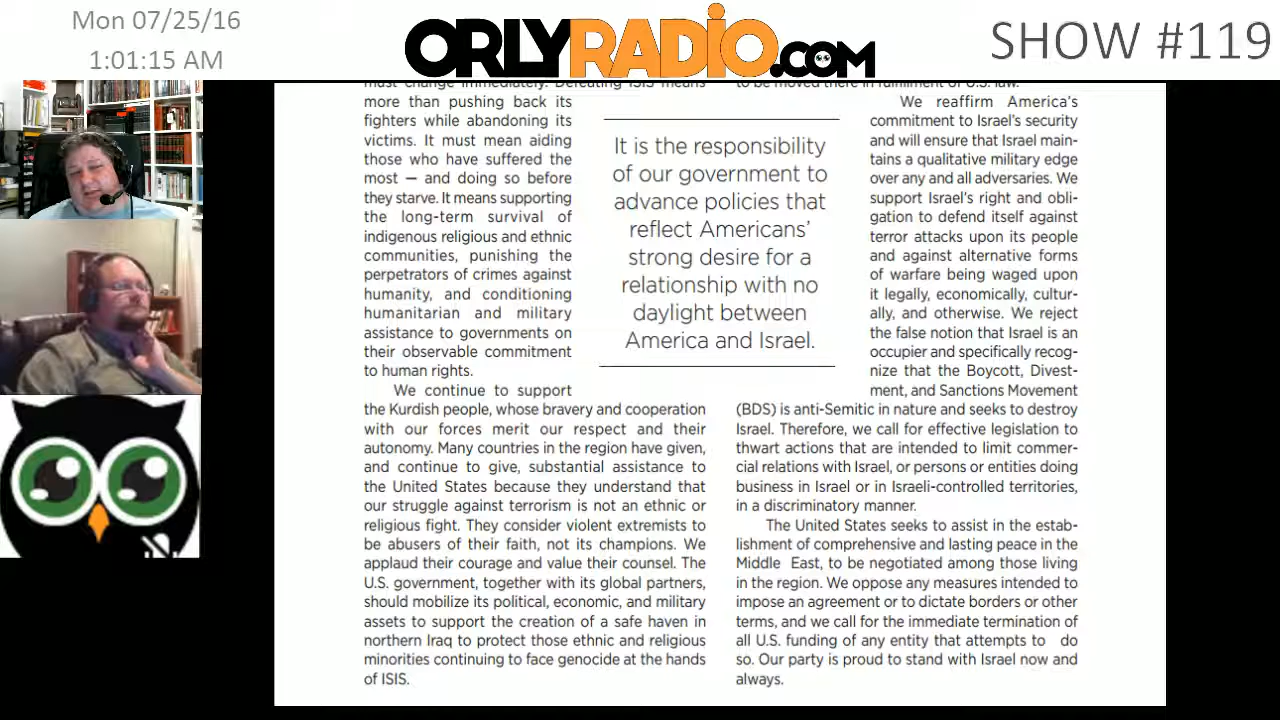 Mon 07/25/16
1:01:15 AM
ORLYRADiO.COM
SHOW #119
must change immediately. Defeating ISIS means
more than pushing back its
fighters while abandoning its
victims. It must mean aiding
those who have suffered the
most — and doing so before
they starve. It means supporting
the long-term survival of
indigenous religious and ethnic
communities, punishing the
perpetrators of crimes against
humanity, and conditioning
humanitarian and military
assistance to governments on
their observable commitment
to human rights.
We continue to support
the Kurdish people, whose bravery and cooperation
with our forces merit our respect and their
autonomy. Many countries in the region have given,
and continue to give, substantial assistance to
the United States because they understand that
our struggle against terrorism is not an ethnic or
religious fight. They consider violent extremists to
be abusers of their faith, not its champions. We
applaud their courage and value their counsel. The
U.S. government, together with its global partners,
should mobilize its political, economic, and military
assets to support the creation of a safe haven in
northern Iraq to protect those ethnic and religious
minorities continuing to face genocide at the hands
of ISIS.
It is the responsibility
of our government to
advance policies that
reflect Americans’
strong desire for a
relationship with no
daylight between
America and Israel.
to be moved there in fulfillment of U.S. law.
We reaffirm America’s
commitment to Israel’s security
and will ensure that Israel main-
tains a qualitative military edge
over any and all adversaries. We
support Israel’s right and obli-
gation to defend itself against
terror attacks upon its people
and against alternative forms
of warfare being waged upon
it legally, economically, cultur-
ally, and otherwise. We reject
the false notion that Israel is an
occupier and specifically recog-
nize that the Boycott, Divest-
ment, and Sanctions Movement
(BDS) is anti-Semitic in nature and seeks to destroy
Israel. Therefore, we call for effective legislation to
thwart actions that are intended to limit commer-
cial relations with Israel, or persons or entities doing
business in Israel or in Israeli-controlled territories,
in a discriminatory manner.
The United States seeks to assist in the estab-
lishment of comprehensive and lasting peace in the
Middle East, to be negotiated among those living
in the region. We oppose any measures intended to
impose an agreement or to dictate borders or other
terms, and we call for the immediate termination of
all U.S. funding of any entity that attempts to do
so. Our party is proud to stand with Israel now and
always.